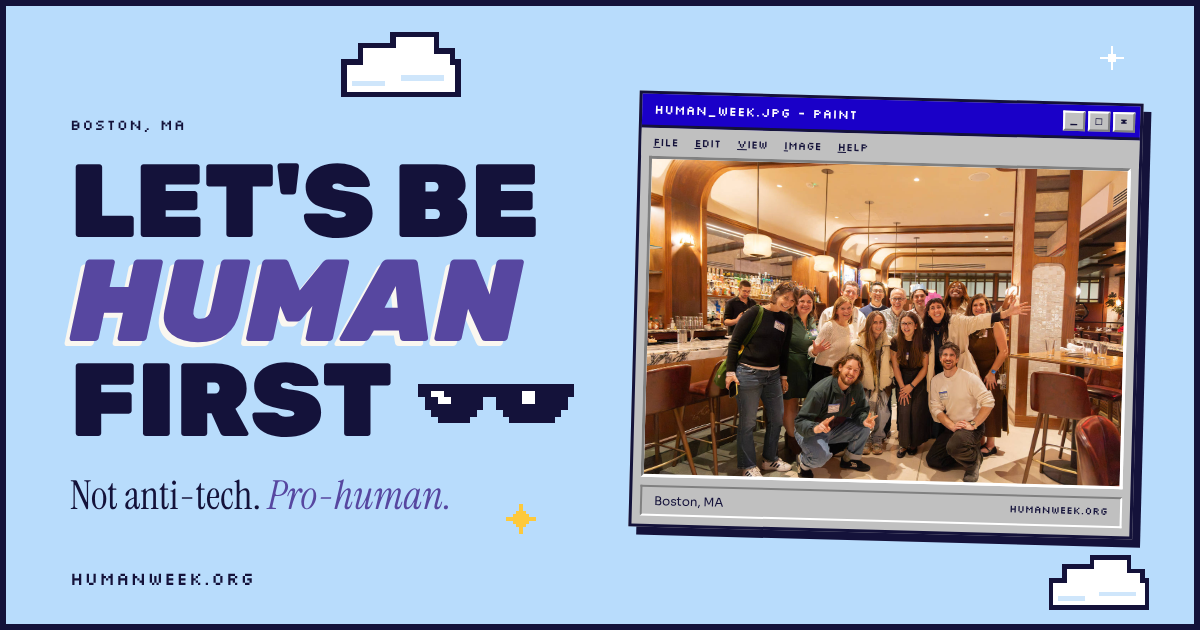 BOSTON, MA
LET'S BE
HUMAN
FIRST
Not anti-tech. Pro-human.
HUMANWEEK.ORG
HUMAN_WEEK.JPG - PAINT
FILE EDIT VIEW IMAGE HELP
Boston, MA
HUMANWEEK.ORG